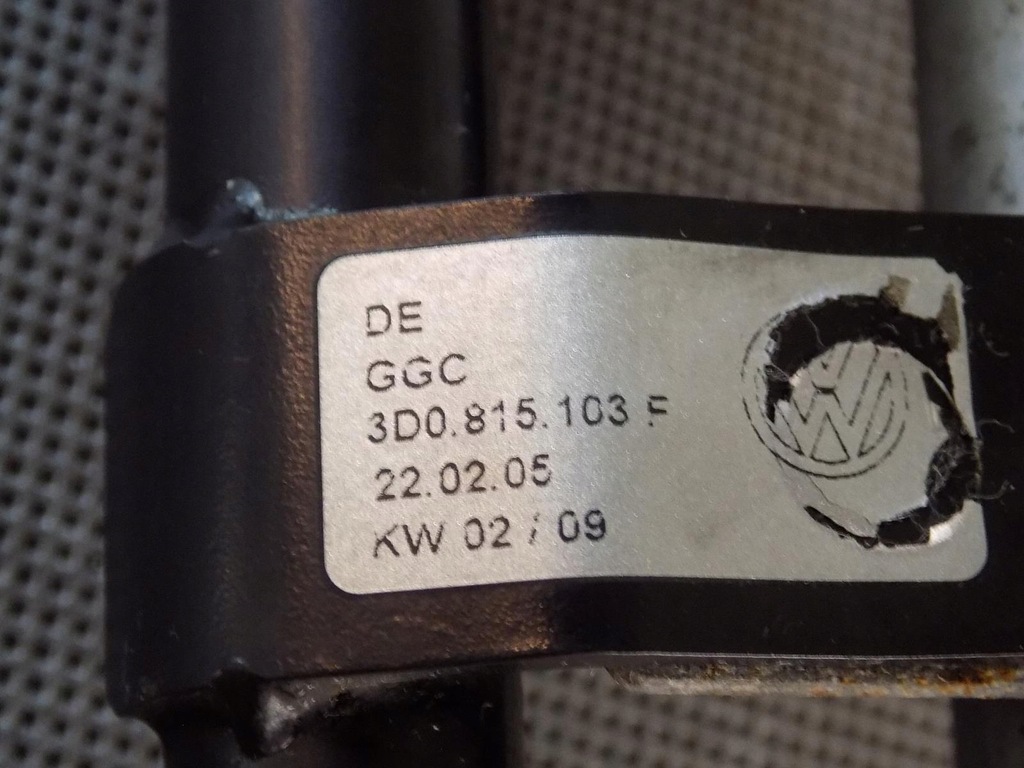 DE
GGC
3D0.815.103 F
22.02.05
KW 02 / 09